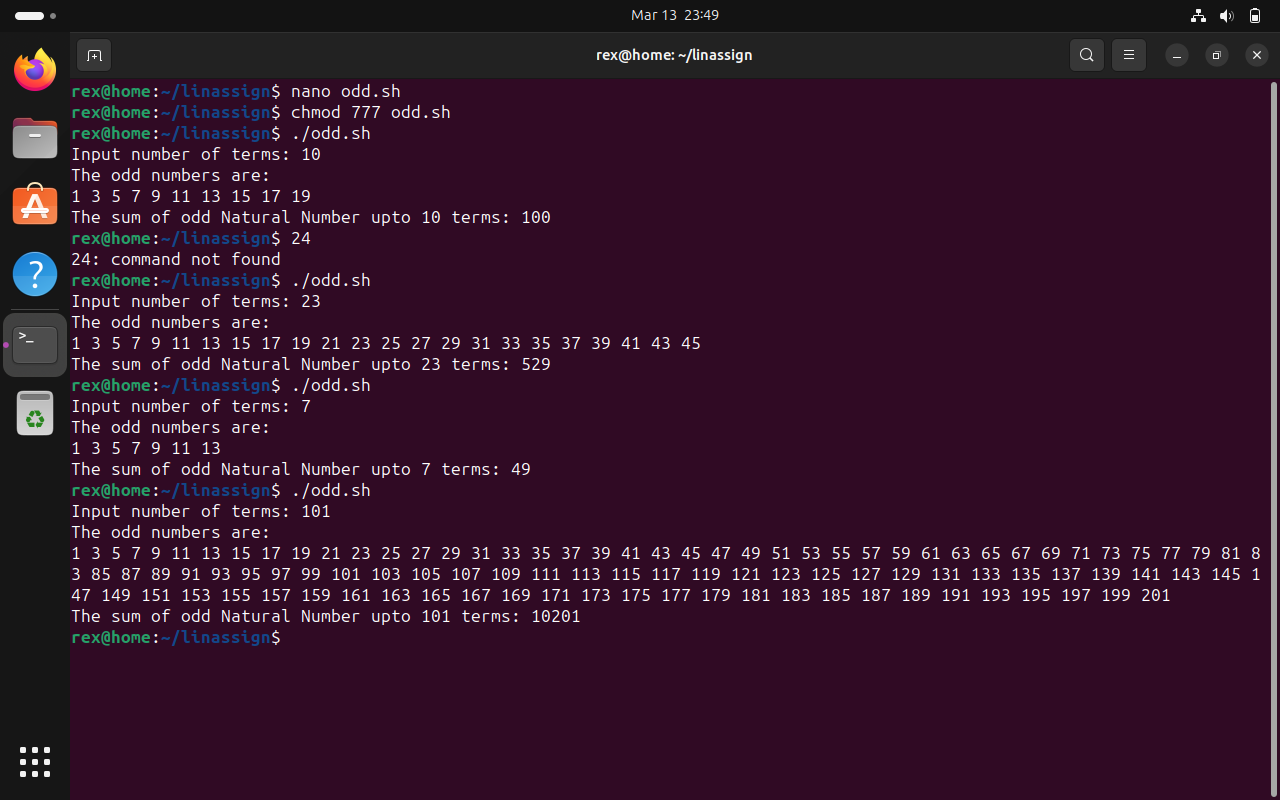 Mar 13 23:49
rex@home: ~/linassign
rex@home:~/linassign$ nano odd.sh
rex@home:~/linassign$ chmod 777 odd.sh
rex@home:~/linassign$ ./odd.sh
Input number of terms: 10
The odd numbers are:
1 3 5 7 9 11 13 15 17 19
The sum of odd Natural Number upto 10 terms: 100
rex@home:~/linassign$ 24
24: command not found
rex@home:~/linassign$ ./odd.sh
Input number of terms: 23
The odd numbers are:
1 3 5 7 9 11 13 15 17 19 21 23 25 27 29 31 33 35 37 39 41 43 45
The sum of odd Natural Number upto 23 terms: 529
rex@home:~/linassign$ ./odd.sh
Input number of terms: 7
The odd numbers are:
1 3 5 7 9 11 13
The sum of odd Natural Number upto 7 terms: 49
rex@home:~/linassign$ ./odd.sh
Input number of terms: 101
The odd numbers are:
1 3 5 7 9 11 13 15 17 19 21 23 25 27 29 31 33 35 37 39 41 43 45 47 49 51 53 55 57 59 61 63 65 67 69 71 73 75 77 79 81 8
3 85 87 89 91 93 95 97 99 101 103 105 107 109 111 113 115 117 119 121 123 125 127 129 131 133 135 137 139 141 143 145 1
47 149 151 153 155 157 159 161 163 165 167 169 171 173 175 177 179 181 183 185 187 189 191 193 195 197 199 201
The sum of odd Natural Number upto 101 terms: 10201
rex@home:~/linassign$